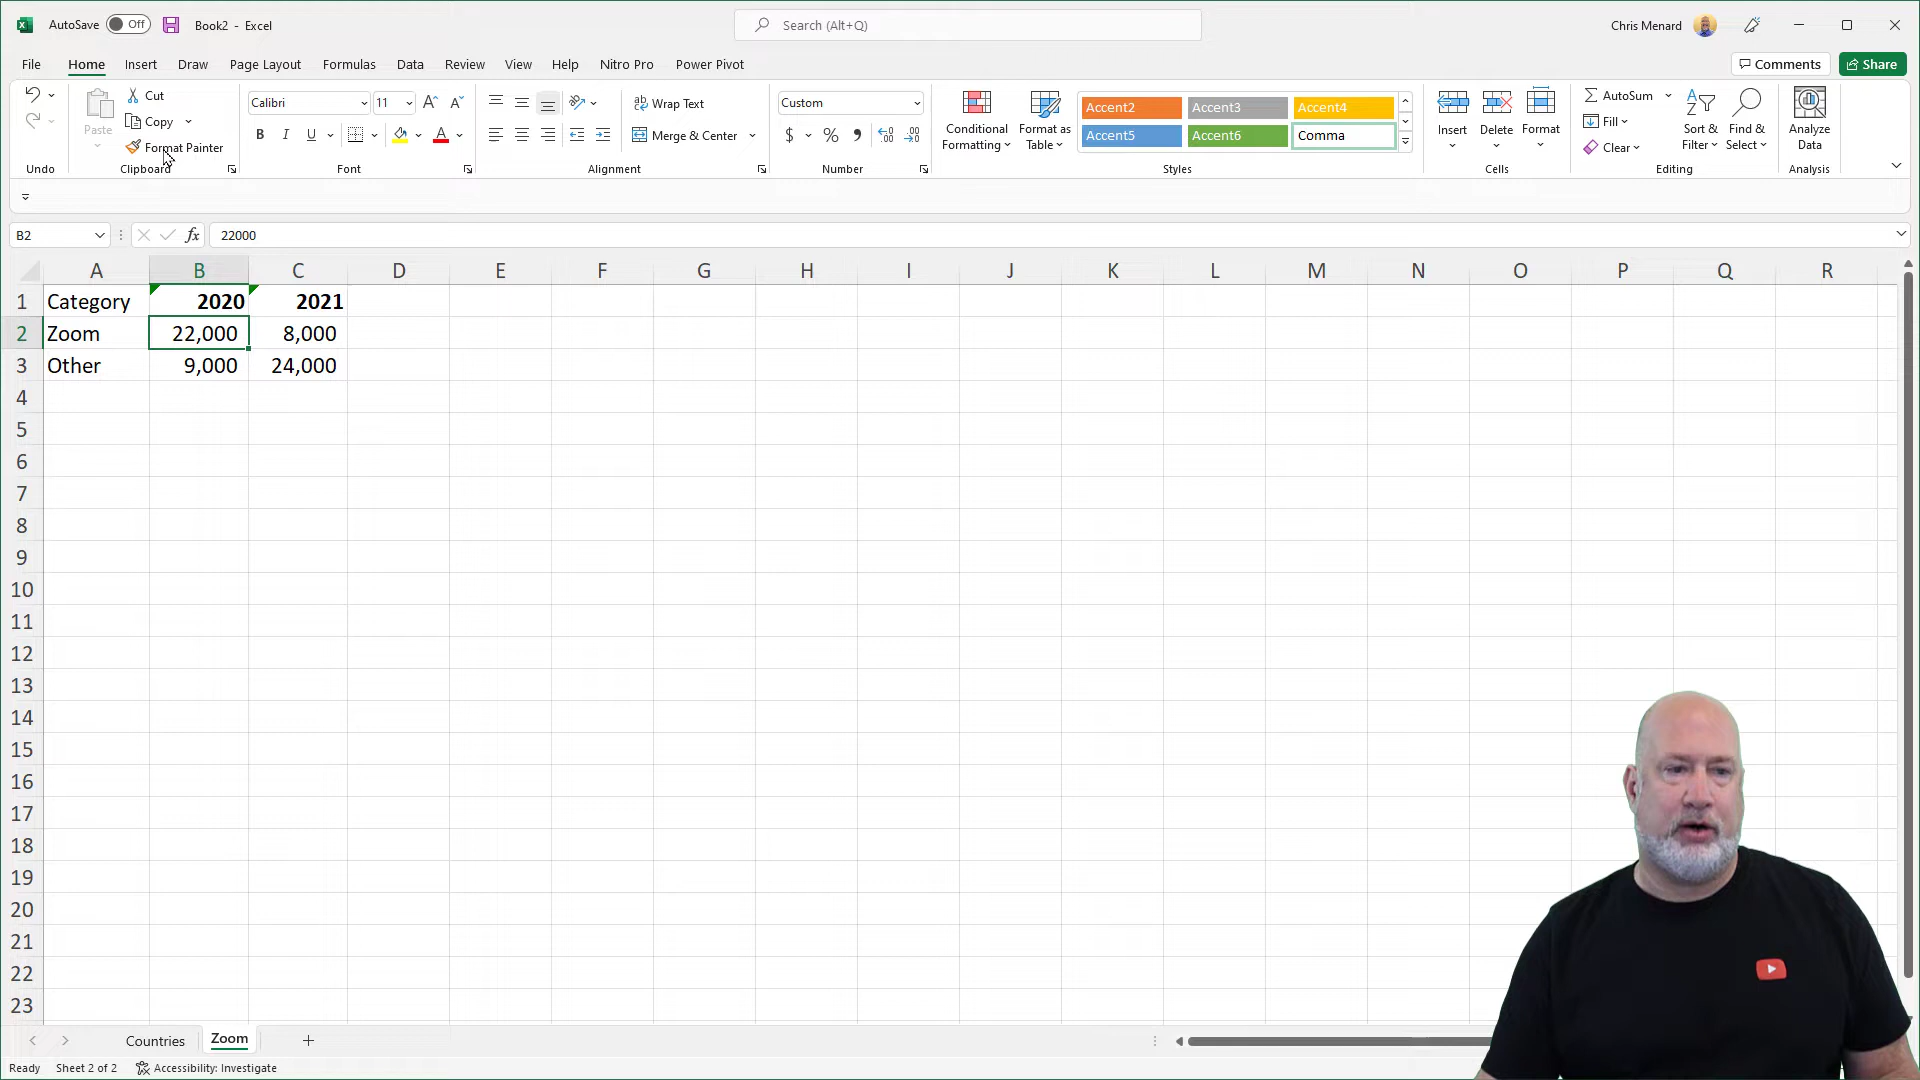 AutoSave Off Book2 - Excel Search (Alt+Q) Chris Menard
File Home Insert Draw Page Layout Formulas Data Review View Help Nitro Pro Power Pivot Comments Share
Paste Cut Copy Format Painter
Calibri 11 B I U A
Wrap Text
Merge & Center
Custom
$ % 9
Conditional Formatting
Format as Table
Accent2 Accent3 Accent4
Accent5 Accent6 Comma
Insert Delete Format
AutoSum
Fill
Clear
Sort & Filter
Find & Select
Analyze Data
Undo Clipboard Font Alignment Number Styles Cells Editing Analysis
B2 fx 22000
A B C D E F G H I J K L M N O P Q R
1 Category 2020 2021
2 Zoom 22,000 8,000
3 Other 9,000 24,000
4
5
6
7
8
9
10
11
12
13
14
15
16
17
18
19
20
21
22
23
Countries Zoom
Ready Sheet 2 of 2 Accessibility: Investigate